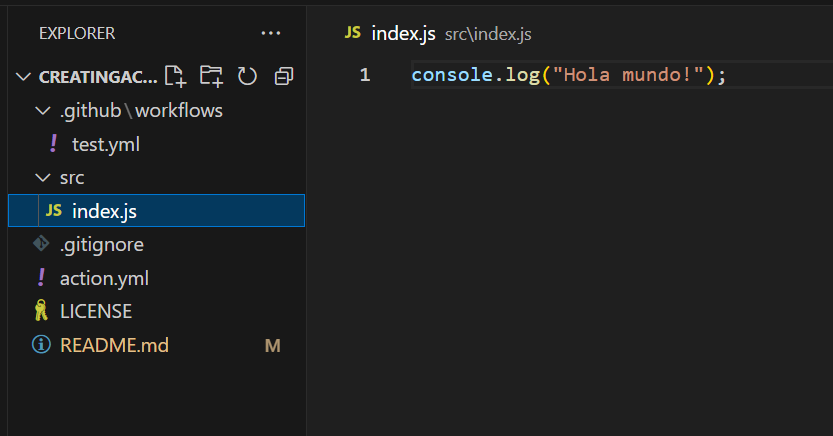 EXPLORER ...
CREATINGAC...
.github\workflows
! test.yml
src
JS index.js
.gitignore
! action.yml
LICENSE
README.md M
JS index.js src\index.js
1 console.log("Hola mundo!");